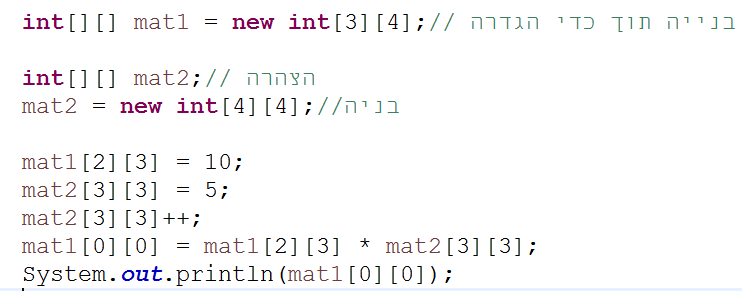 int[][] mat1 = new int[3][4];// בנייה תוך כדי הגדרה
int[][] mat2;// הצהרה
mat2 = new int[4][4];//בניה
mat1[2][3] = 10;
mat2[3][3] = 5;
mat2[3][3]++;
mat1[0][0] = mat1[2][3] * mat2[3][3];
System.out.println(mat1[0][0]);